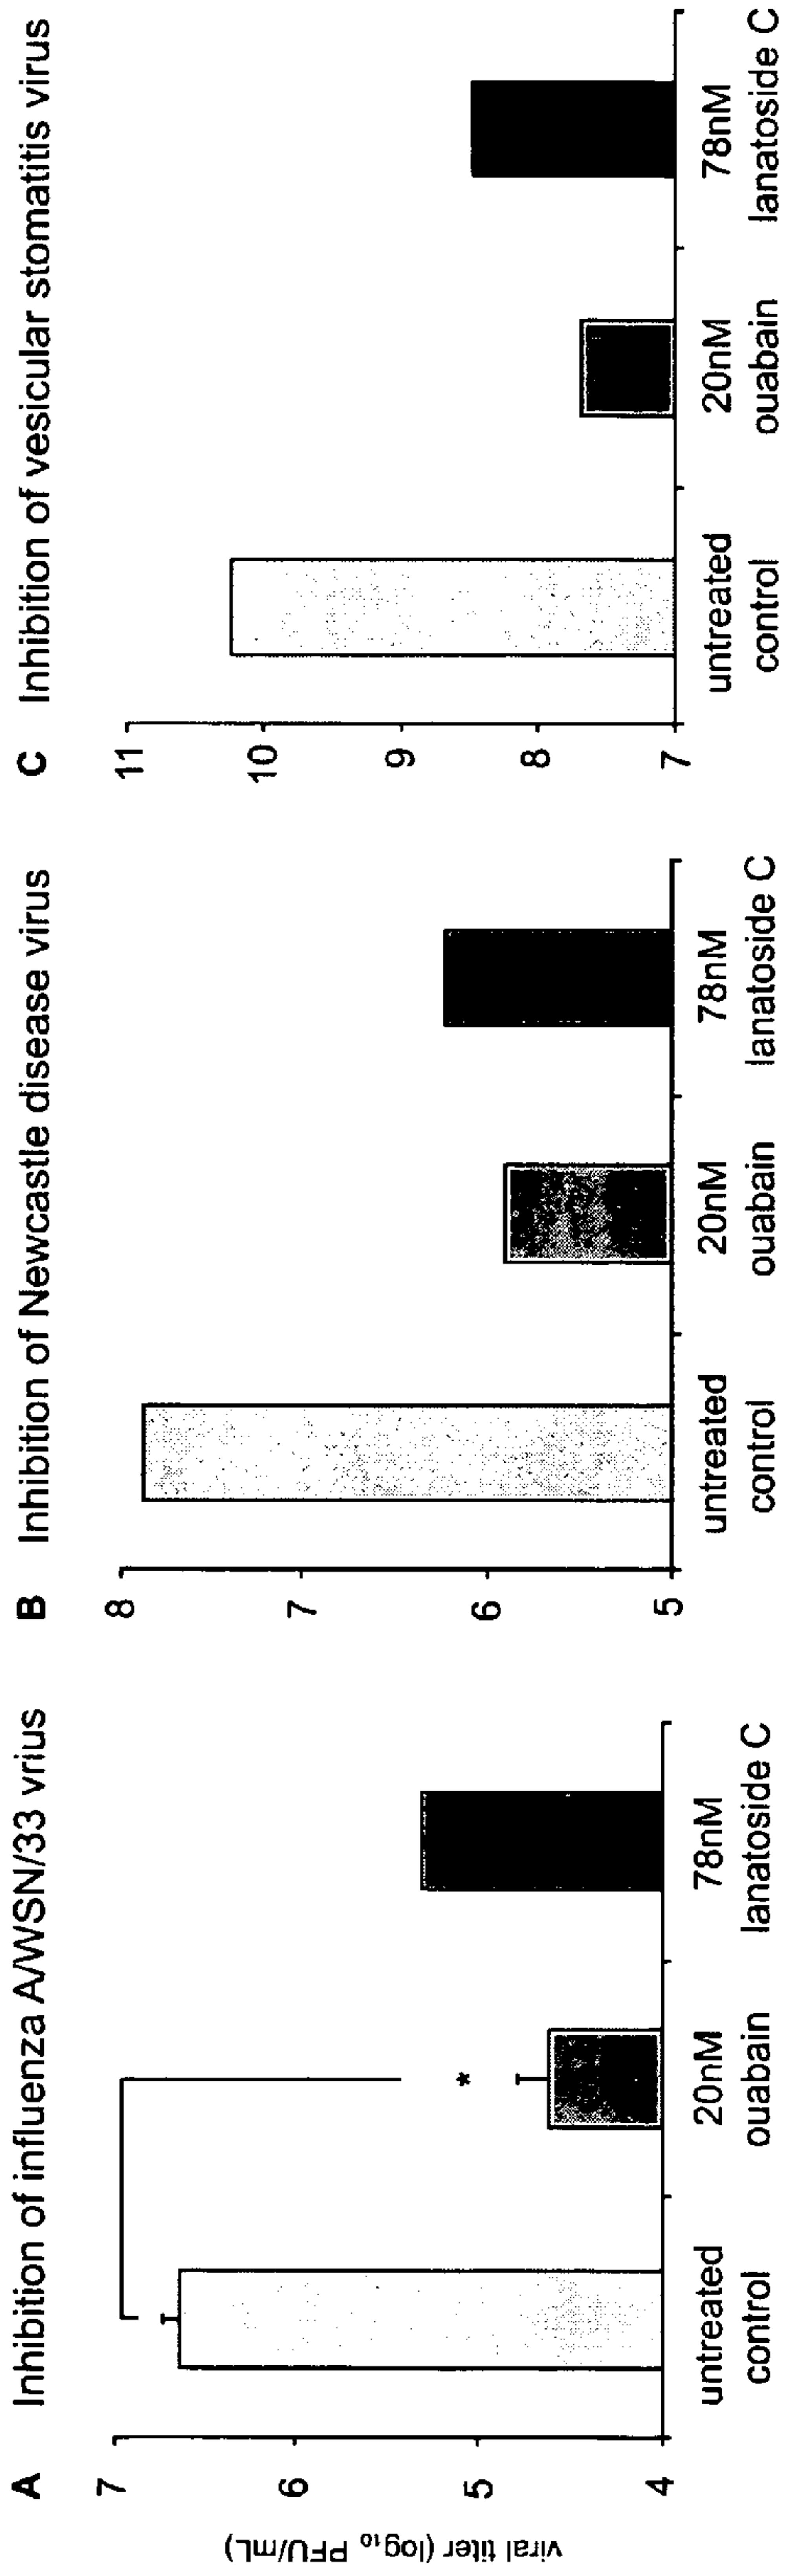 A Inhibition of influenza A/WSN/33 vrius
viral titer (log10 PFU/mL)
7
6
5
4
*
untreated
control
20nM
ouabain
78nM
lanatoside C
B Inhibition of Newcastle disease virus
8
7
6
5
untreated
control
20nM
ouabain
78nM
lanatoside C
C Inhibition of vesicular stomatitis virus
11
10
9
8
7
untreated
control
20nM
ouabain
78nM
lanatoside C